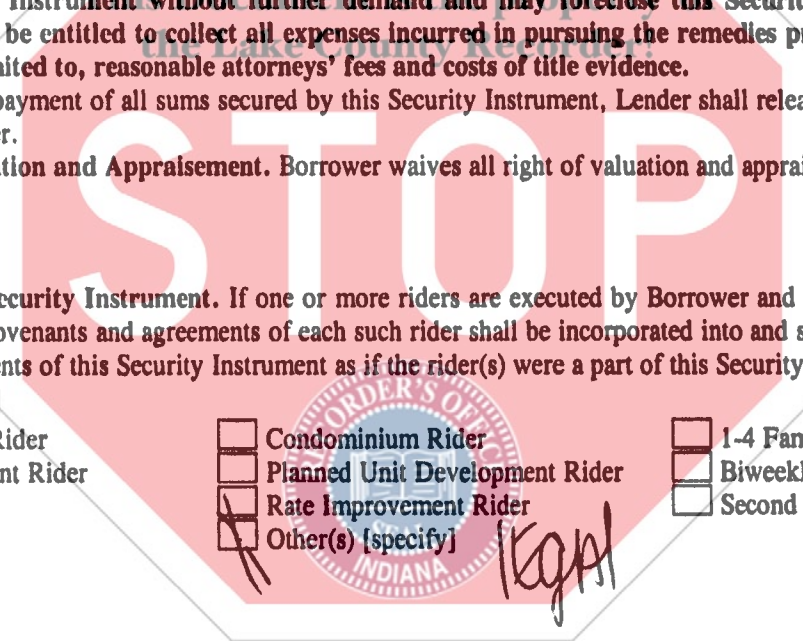 Instrument without further demand and may foreclose this Securit
the Lake County Recorder!
be entitled to collect all expenses incurred in pursuing the remedies pr
ited to, reasonable attorneys' fees and costs of title evidence.
payment of all sums secured by this Security Instrument, Lender shall relea
r.
tion and Appraisement. Borrower waives all right of valuation and apprai
STOP
ecurity Instrument. If one or more riders are executed by Borrower and
ovenants and agreements of each such rider shall be incorporated into and s
nts of this Security Instrument as if the rider(s) were a part of this Security
Rider Condominium Rider 1-4 Fam
nt Rider Planned Unit Development Rider Biweekl
Rate Improvement Rider Second
Other(s) [specify]
ORDER'S OFFIC
SEAL
INDIANA